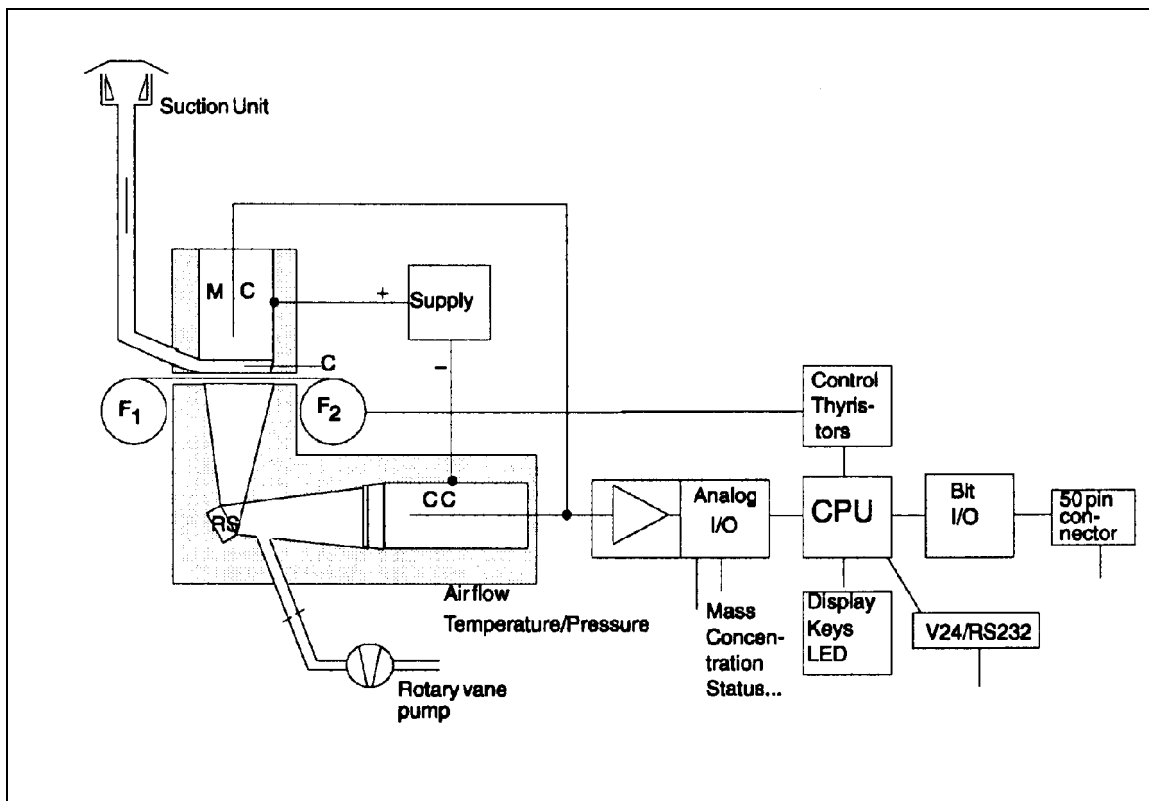 Suction Unit
M C
+
Supply
C
−
F1
F2
Control
Thyris-
tors
RS
C C
Analog
I/O
CPU
Bit
I/O
50 pin
con-
nector
Airflow
Temperature/Pressure
Mass
Concen-
tration
Status...
Display
Keys
LED
V24/RS232
Rotary vane
pump